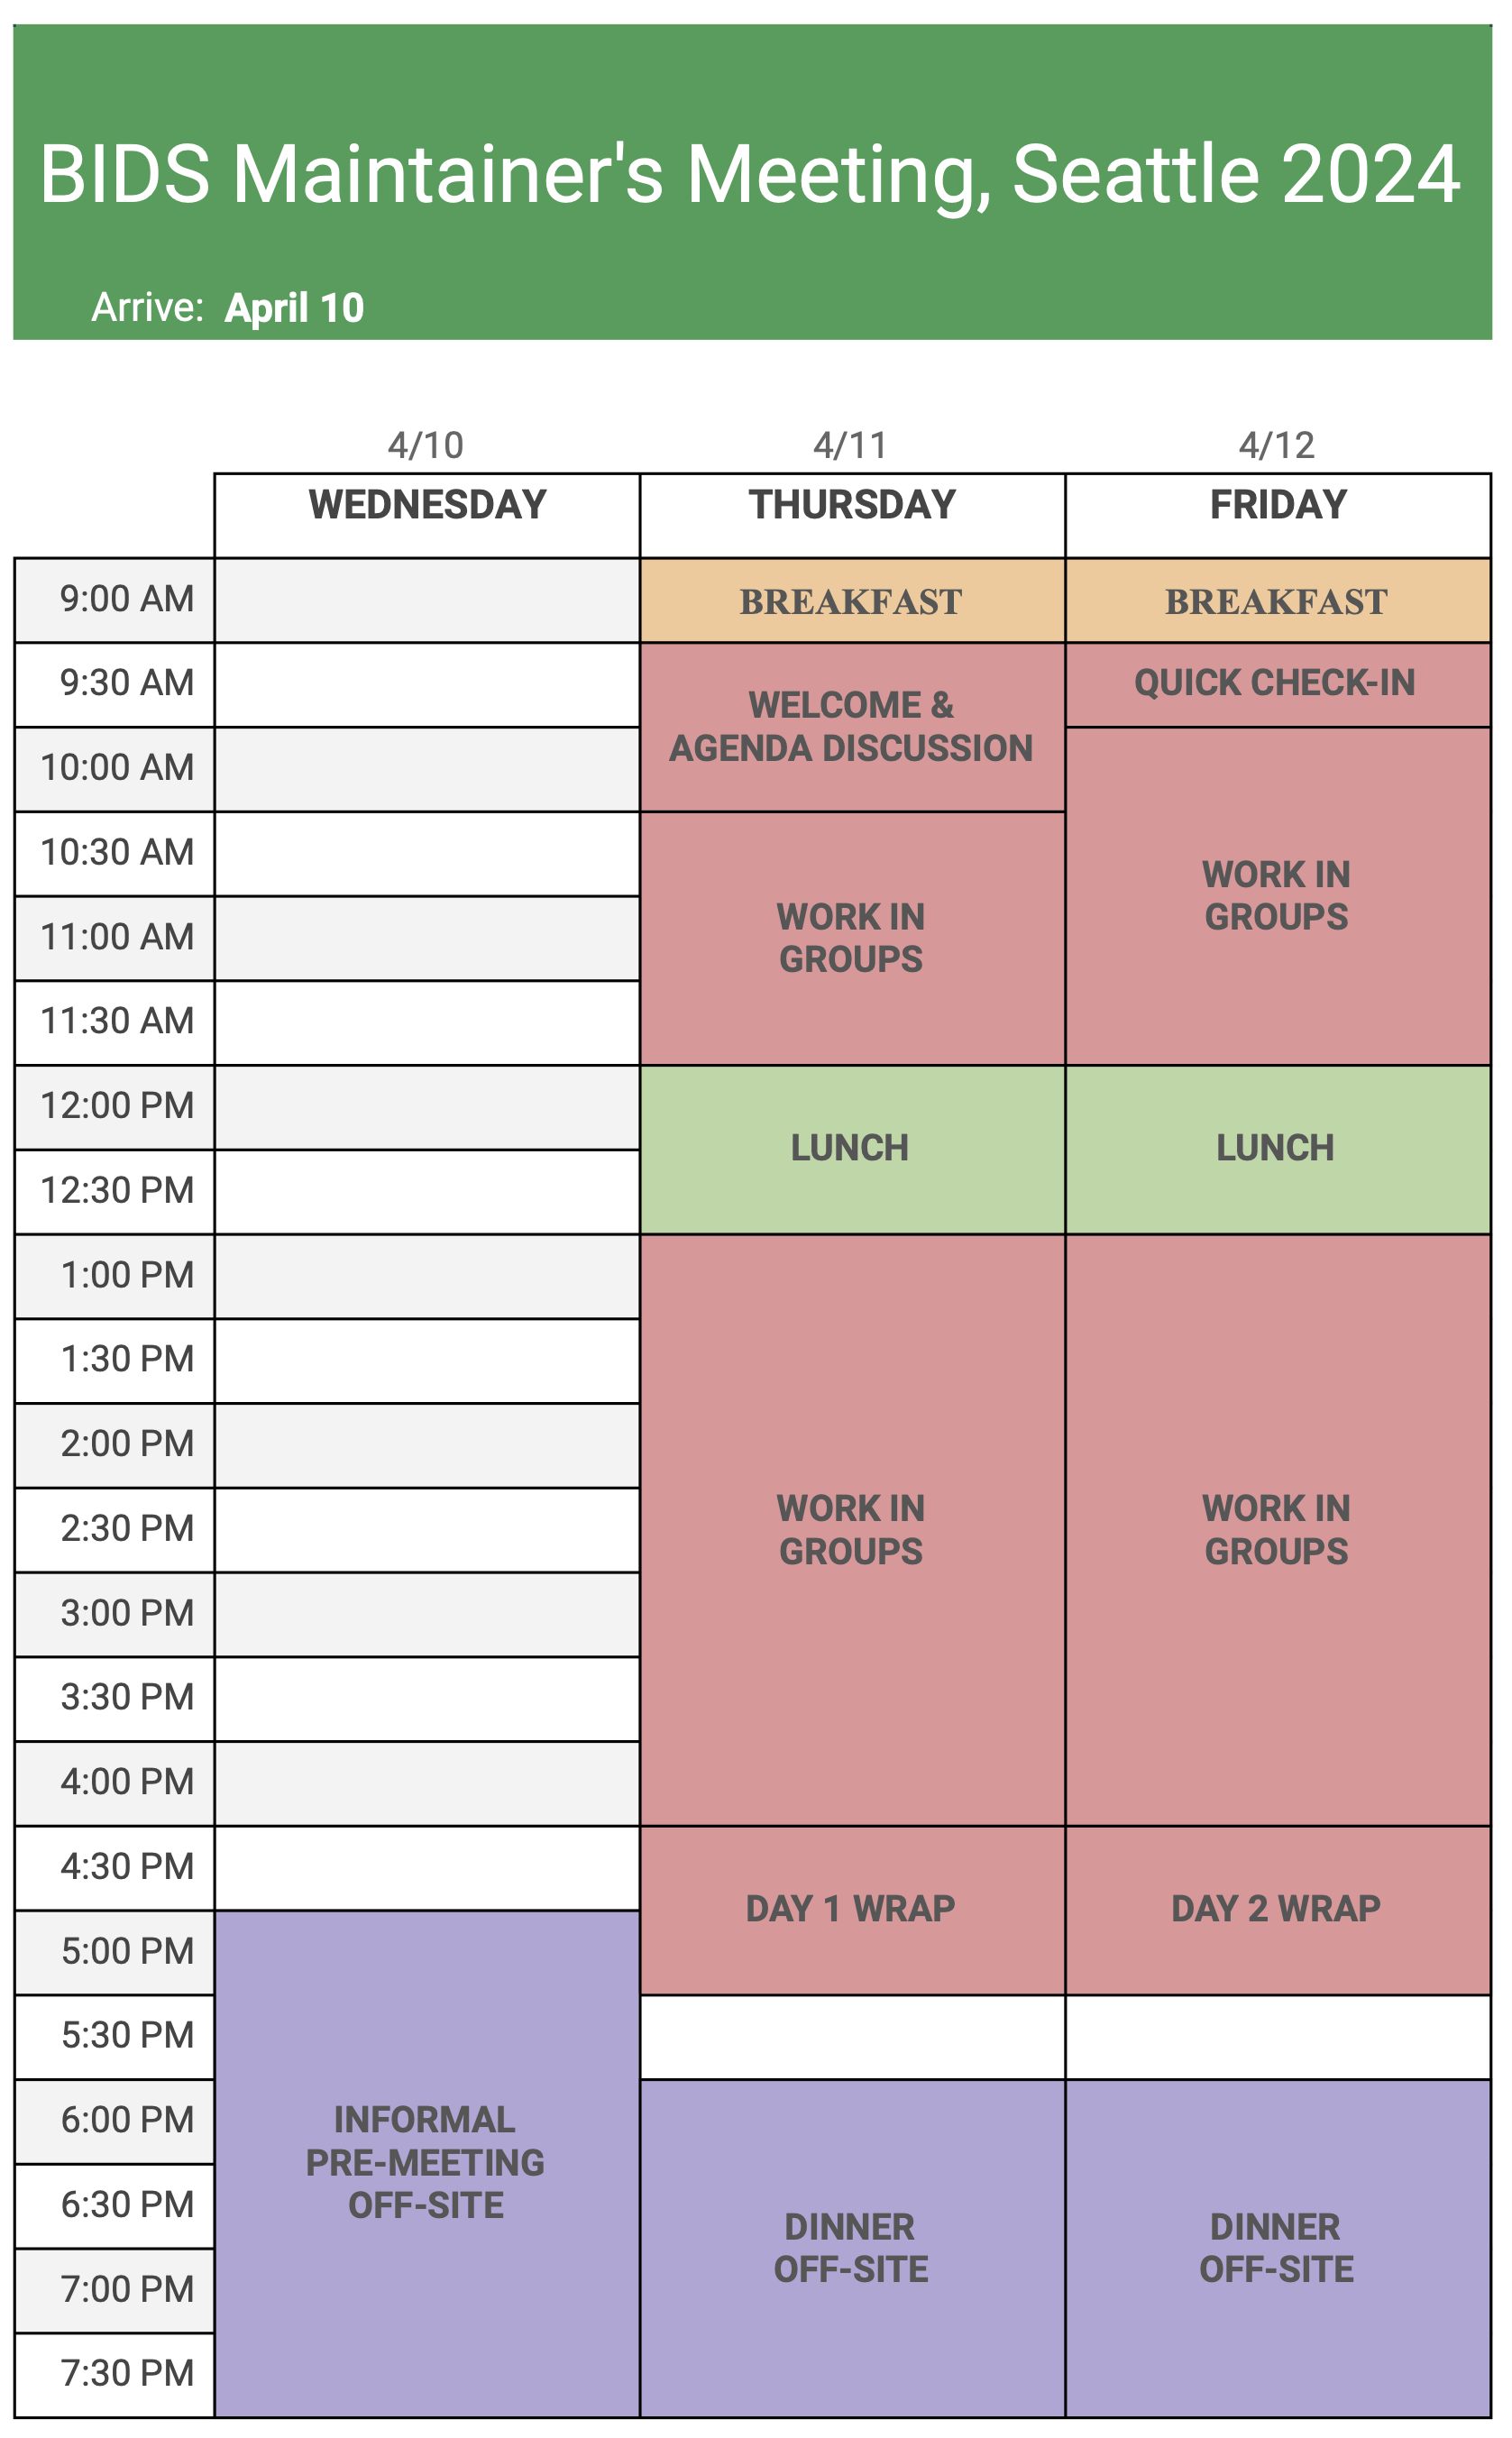 BIDS Maintainer's Meeting, Seattle 2024
Arrive: April 10
4/10 4/11 4/12
WEDNESDAY THURSDAY FRIDAY
9:00 AM BREAKFAST BREAKFAST
9:30 AM QUICK CHECK-IN
WELCOME &
AGENDA DISCUSSION
10:00 AM
10:30 AM
WORK IN
GROUPS
11:00 AM
WORK IN
GROUPS
11:30 AM
12:00 PM
LUNCH LUNCH
12:30 PM
1:00 PM
1:30 PM
2:00 PM
2:30 PM
WORK IN WORK IN
GROUPS GROUPS
3:00 PM
3:30 PM
4:00 PM
4:30 PM
DAY 1 WRAP DAY 2 WRAP
5:00 PM
5:30 PM
6:00 PM
INFORMAL
PRE-MEETING
OFF-SITE
6:30 PM
DINNER DINNER
OFF-SITE OFF-SITE
7:00 PM
7:30 PM